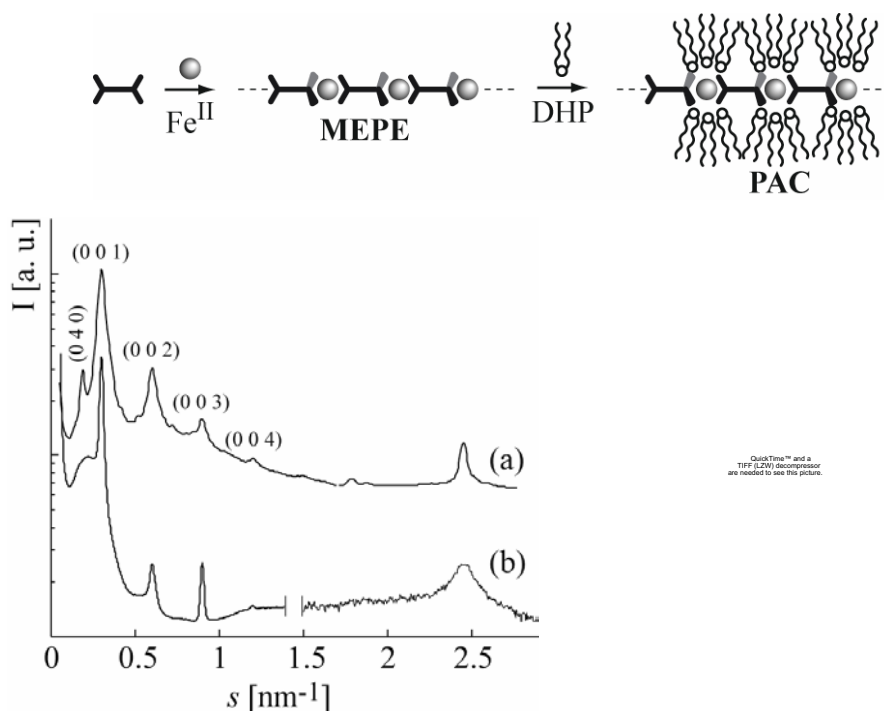 Fe^II
MEPE
DHP
PAC
I [a. u.]
(0 4 0)
(0 0 1)
(0 0 2)
(0 0 3)
(0 0 4)
(a)
(b)
0 0.5 1 1.5 2 2.5
s [nm-1]
QuickTime™ and a
TIFF (LZW) decompressor
are needed to see this picture.